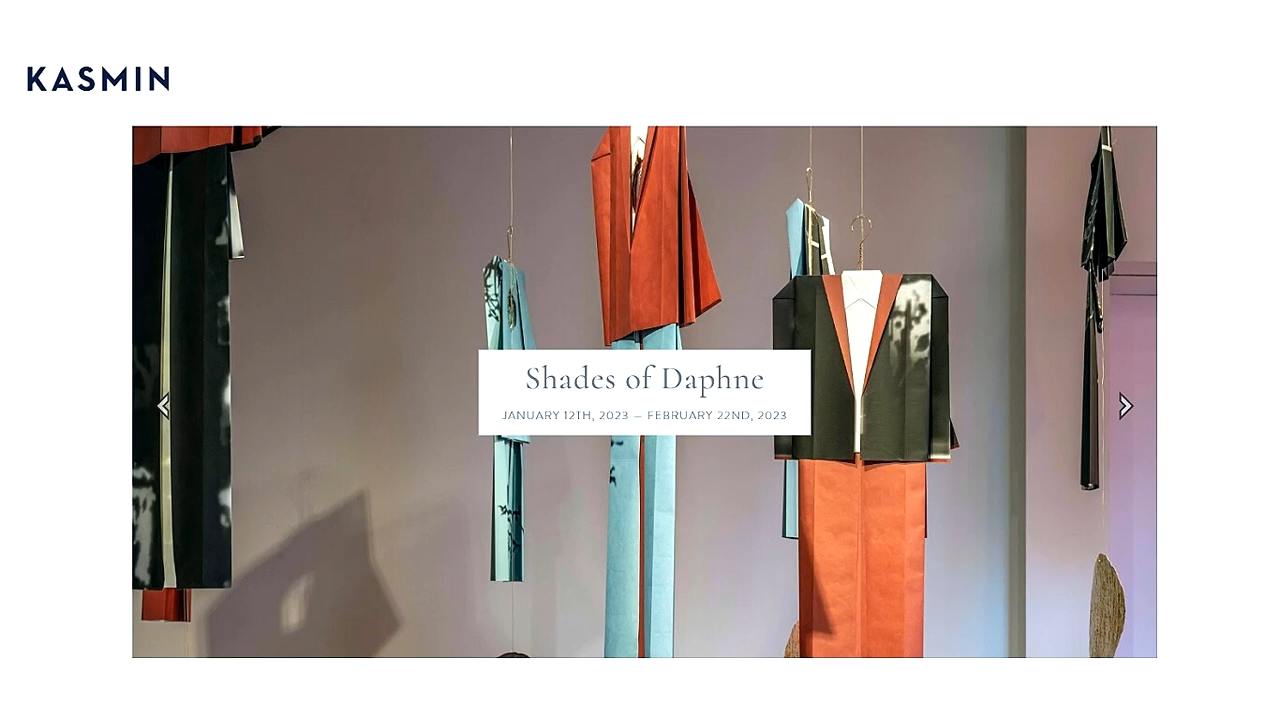 KASMIN
Shades of Daphne
JANUARY 12TH, 2023 – FEBRUARY 22ND, 2023